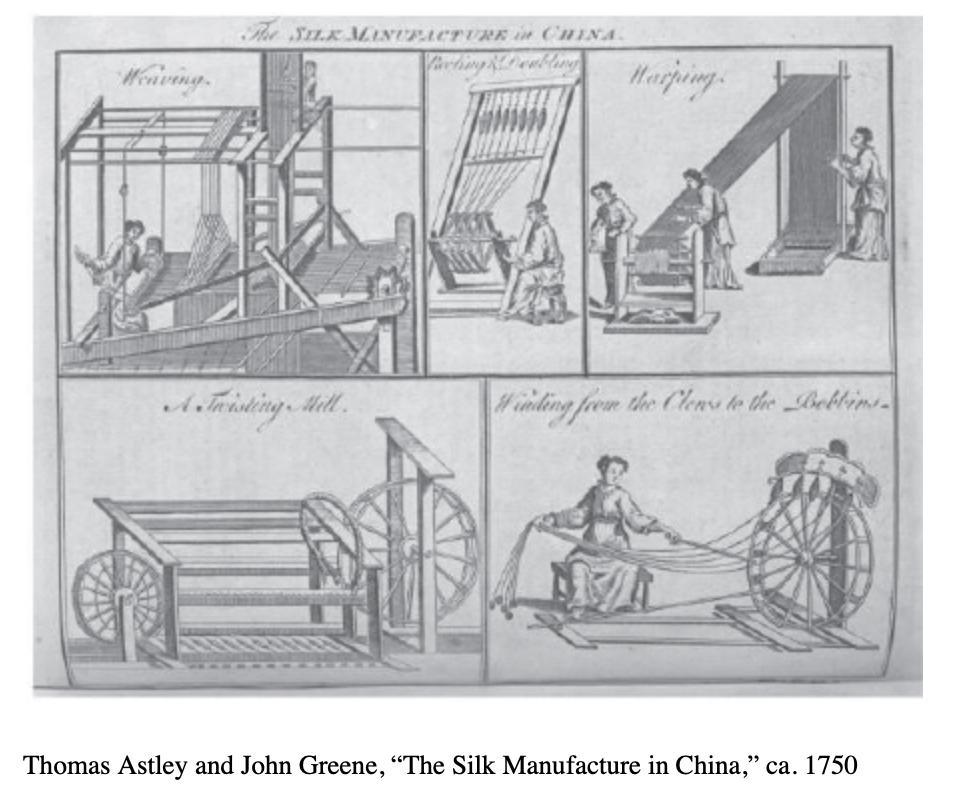 The SILK MANUFACTURE in CHINA.
Weaving.
Reeling & Doubling
Warping.
A Twisting Mill.
Winding from the Clews to the Bobbins.
Thomas Astley and John Greene, “The Silk Manufacture in China,” ca. 1750